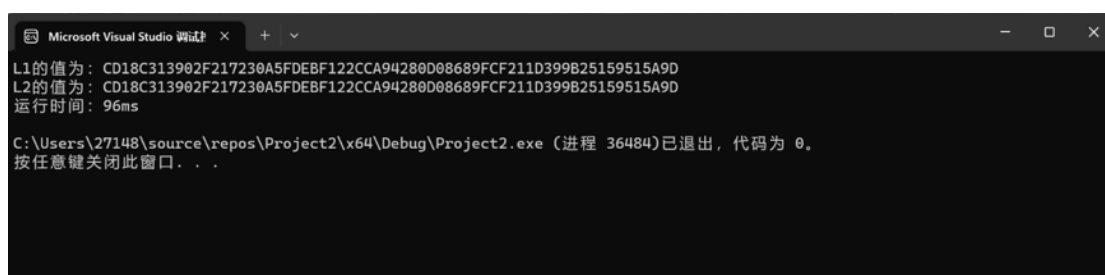 Microsoft Visual Studio 调试
L1的值为: CD18C313902F217230A5FDEBF122CCA94280D08689FCF211D399B25159515A9D
L2的值为: CD18C313902F217230A5FDEBF122CCA94280D08689FCF211D399B25159515A9D
运行时间: 96ms
C:\Users\27148\source\repos\Project2\x64\Debug\Project2.exe (进程 36484)已退出，代码为 0。
按任意键关闭此窗口. . .